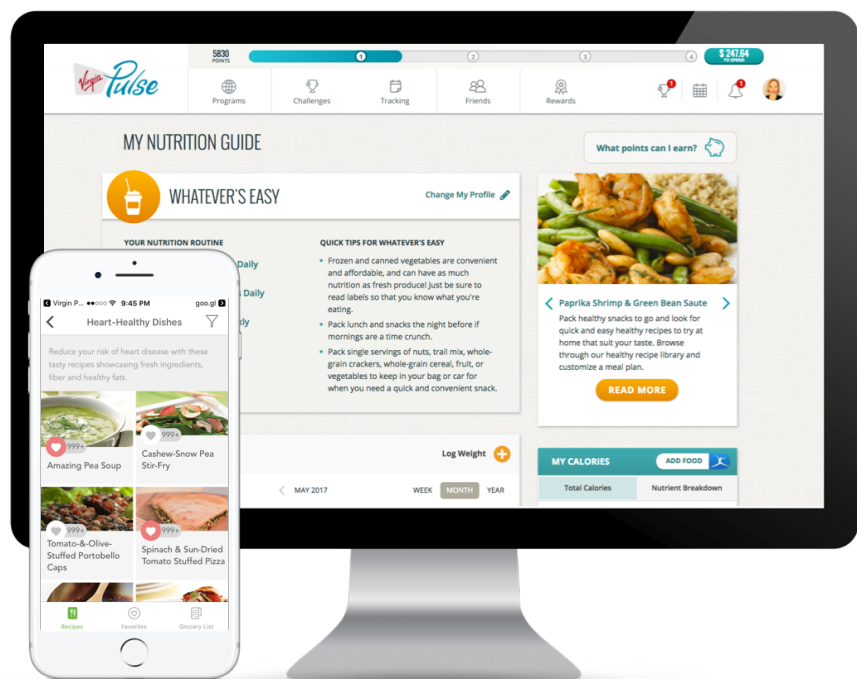 5830
POINTS
1
2
3
4
$ 247.64
TO SPEND
Virgin Pulse
Programs
Challenges
Tracking
Friends
Rewards
1
1
MY NUTRITION GUIDE
What points can I earn?
WHATEVER'S EASY
Change My Profile
YOUR NUTRITION ROUTINE
Daily
Daily
QUICK TIPS FOR WHATEVER'S EASY
• Frozen and canned vegetables are convenient
and affordable, and can have as much
nutrition as fresh produce! Just be sure to
read labels so that you know what you're
eating.
• Pack lunch and snacks the night before if
mornings are a time crunch.
• Pack single servings of nuts, trail mix, whole-
grain crackers, whole-grain cereal, fruit, or
vegetables to keep in your bag or car for
when you need a quick and convenient snack.
Paprika Shrimp & Green Bean Saute
Pack healthy snacks to go and look for
quick and easy healthy recipes to try at
home that suit your taste. Browse
through our healthy recipe library and
customize a meal plan.
READ MORE
Log Weight
MAY 2017
WEEK
MONTH
YEAR
MY CALORIES
ADD FOOD
Total Calories
Nutrient Breakdown
Virgin P...
9:45 PM
goo.gl
Heart-Healthy Dishes
Reduce your risk of heart disease with these
tasty recipes showcasing fresh ingredients,
fiber and healthy fats.
999+
Amazing Pea Soup
999+
Cashew-Snow Pea
Stir-Fry
999+
Tomato-&-Olive-
Stuffed Portobello
Caps
999+
Spinach & Sun-Dried
Tomato Stuffed Pizza
Recipes
Favorites
Grocery List